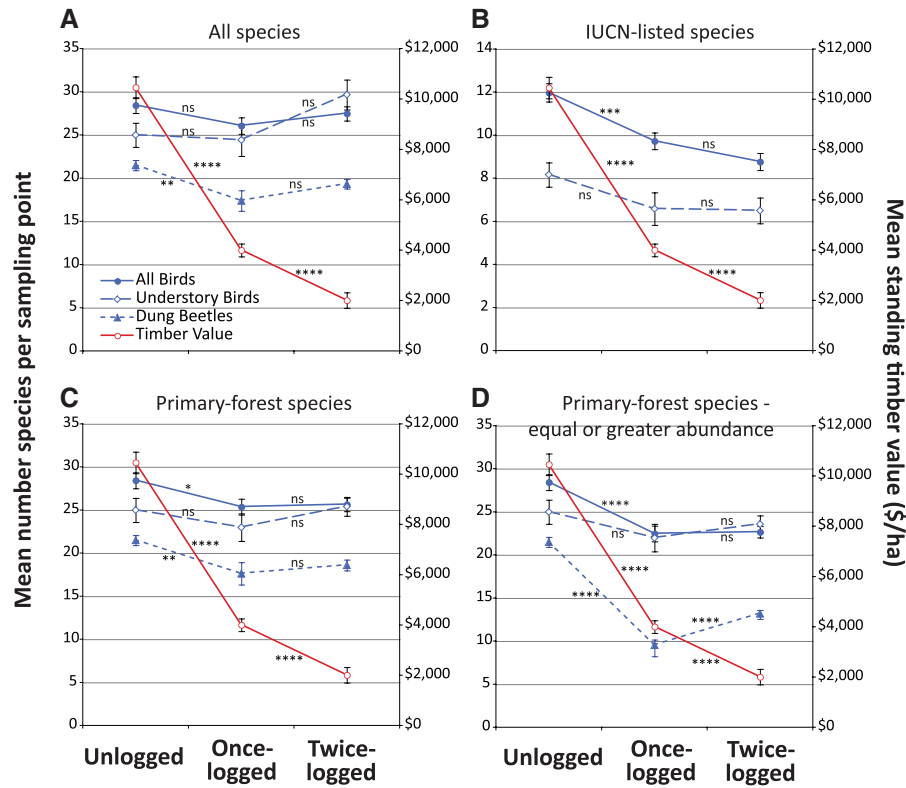 A
All species
35
30
25
20
15
10
5
0
$12,000
$10,000
$8,000
$6,000
$4,000
$2,000
$0
ns
ns
ns
ns
****
**
ns
****
All Birds
Understory Birds
Dung Beetles
Timber Value
B
IUCN-listed species
14
12
10
8
6
4
2
0
$12,000
$10,000
$8,000
$6,000
$4,000
$2,000
$0
***
ns
****
ns
ns
****
C
Primary-forest species
35
30
25
20
15
10
5
0
$12,000
$10,000
$8,000
$6,000
$4,000
$2,000
$0
*
ns
ns
ns
****
**
ns
****
D
Primary-forest species -
equal or greater abundance
35
30
25
20
15
10
5
0
$12,000
$10,000
$8,000
$6,000
$4,000
$2,000
$0
****
ns
ns
ns
****
****
****
****
Unlogged
Once-
logged
Twice-
logged
Unlogged
Once-
logged
Twice-
logged
Mean number species per sampling point
Mean standing timber value ($/ha)